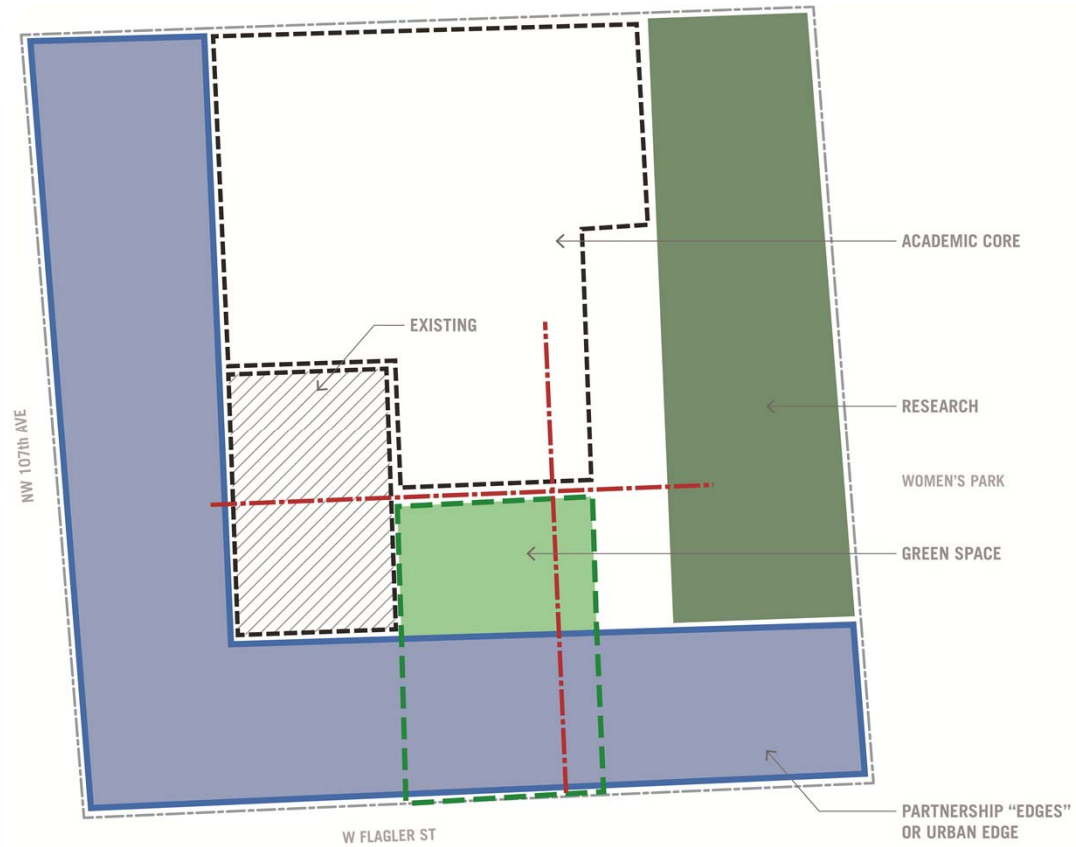 ACADEMIC CORE
EXISTING
RESEARCH
NW 107th AVE
WOMEN'S PARK
GREEN SPACE
PARTNERSHIP “EDGES”
OR URBAN EDGE
W FLAGLER ST